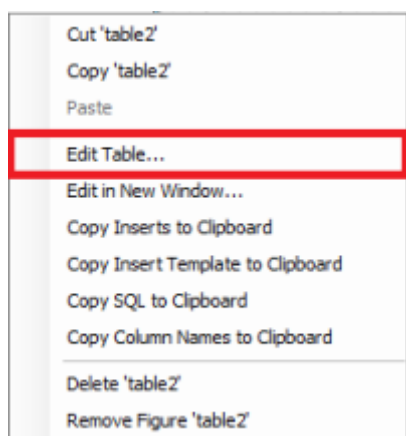 Cut 'table2'
Copy 'table2'
Paste
Edit Table...
Edit in New Window...
Copy Inserts to Clipboard
Copy Insert Template to Clipboard
Copy SQL to Clipboard
Copy Column Names to Clipboard
Delete 'table2'
Remove Figure 'table2'